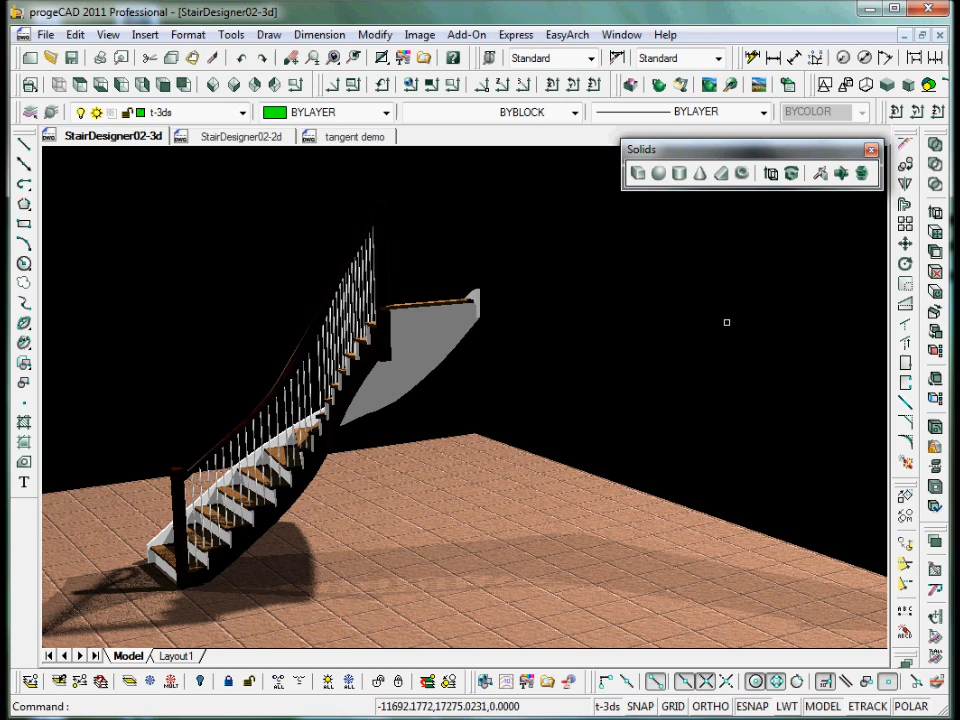 progeCAD 2011 Professional - [StairDesigner02-3d]
File Edit View Insert Format Tools Draw Dimension Modify Image Add-On Express EasyArch Window Help
Standard Standard
t-3ds BYLAYER BYBLOCK BYLAYER BYCOLOR
StairDesigner02-3d StairDesigner02-2d tangent demo
Solids
T
Model Layout1
Command : -11692.1772,17275.0231,0.0000 t-3ds SNAP GRID ORTHO ESNAP LWT MODEL ETRACK POLAR